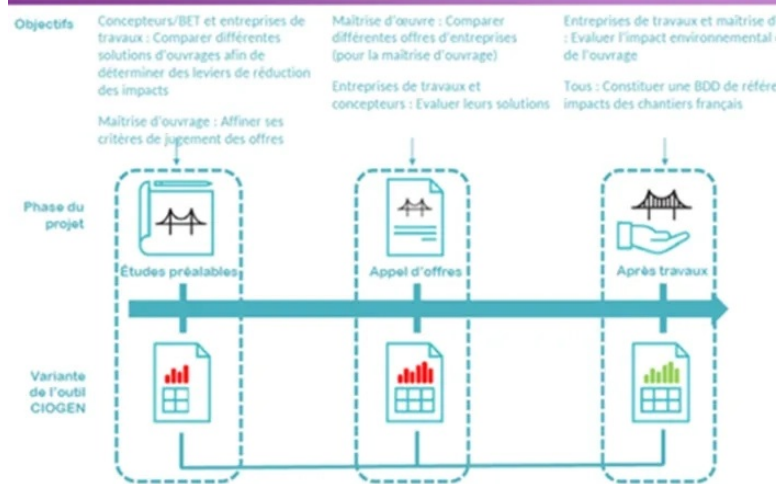 Objectifs
Concepteurs/BET et entreprises de
travaux : Comparer différentes
solutions d'ouvrages afin de
déterminer des leviers de réduction
des impacts
Maîtrise d'ouvrage : Affiner ses
critères de jugement des offres
Maîtrise d'œuvre : Comparer
différentes offres d'entreprises
(pour la maîtrise d'ouvrage)
Entreprises de travaux et
concepteurs : Evaluer leurs solutions
Entreprises de travaux et maîtrise d
: Evaluer l'impact environnemental
de l'ouvrage
Tous : Constituer une BDD de référe
impacts des chantiers français
Phase du
projet
Études préalables
Appel d'offres
Après travaux
Variante
de l'outil
CIOGEN